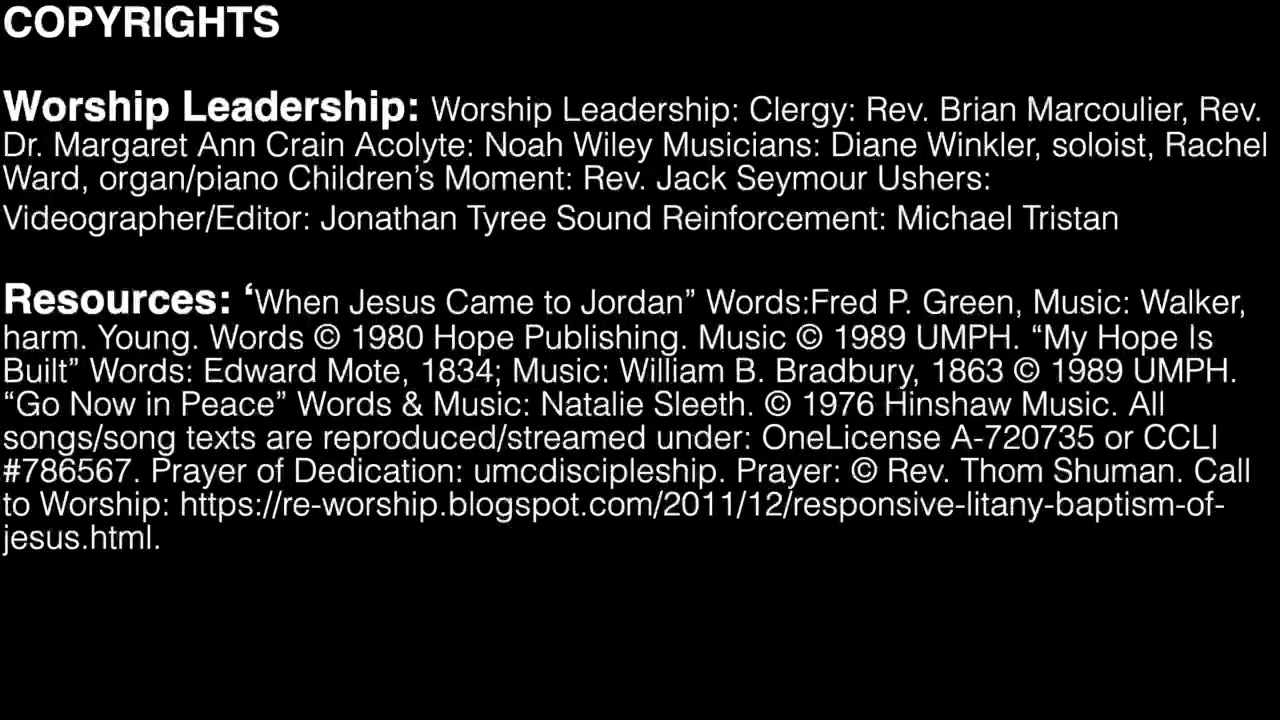 COPYRIGHTS
Worship Leadership: Worship Leadership: Clergy: Rev. Brian Marcoulier, Rev.
Dr. Margaret Ann Crain Acolyte: Noah Wiley Musicians: Diane Winkler, soloist, Rachel
Ward, organ/piano Children’s Moment: Rev. Jack Seymour Ushers:
Videographer/Editor: Jonathan Tyree Sound Reinforcement: Michael Tristan
Resources: ‘When Jesus Came to Jordan” Words:Fred P. Green, Music: Walker,
harm. Young. Words © 1980 Hope Publishing. Music © 1989 UMPH. “My Hope Is
Built” Words: Edward Mote, 1834; Music: William B. Bradbury, 1863 © 1989 UMPH.
“Go Now in Peace” Words & Music: Natalie Sleeth. © 1976 Hinshaw Music. All
songs/song texts are reproduced/streamed under: OneLicense A-720735 or CCLI
#786567. Prayer of Dedication: umcdiscipleship. Prayer: © Rev. Thom Shuman. Call
to Worship: https://re-worship.blogspot.com/2011/12/responsive-litany-baptism-of-
jesus.html.